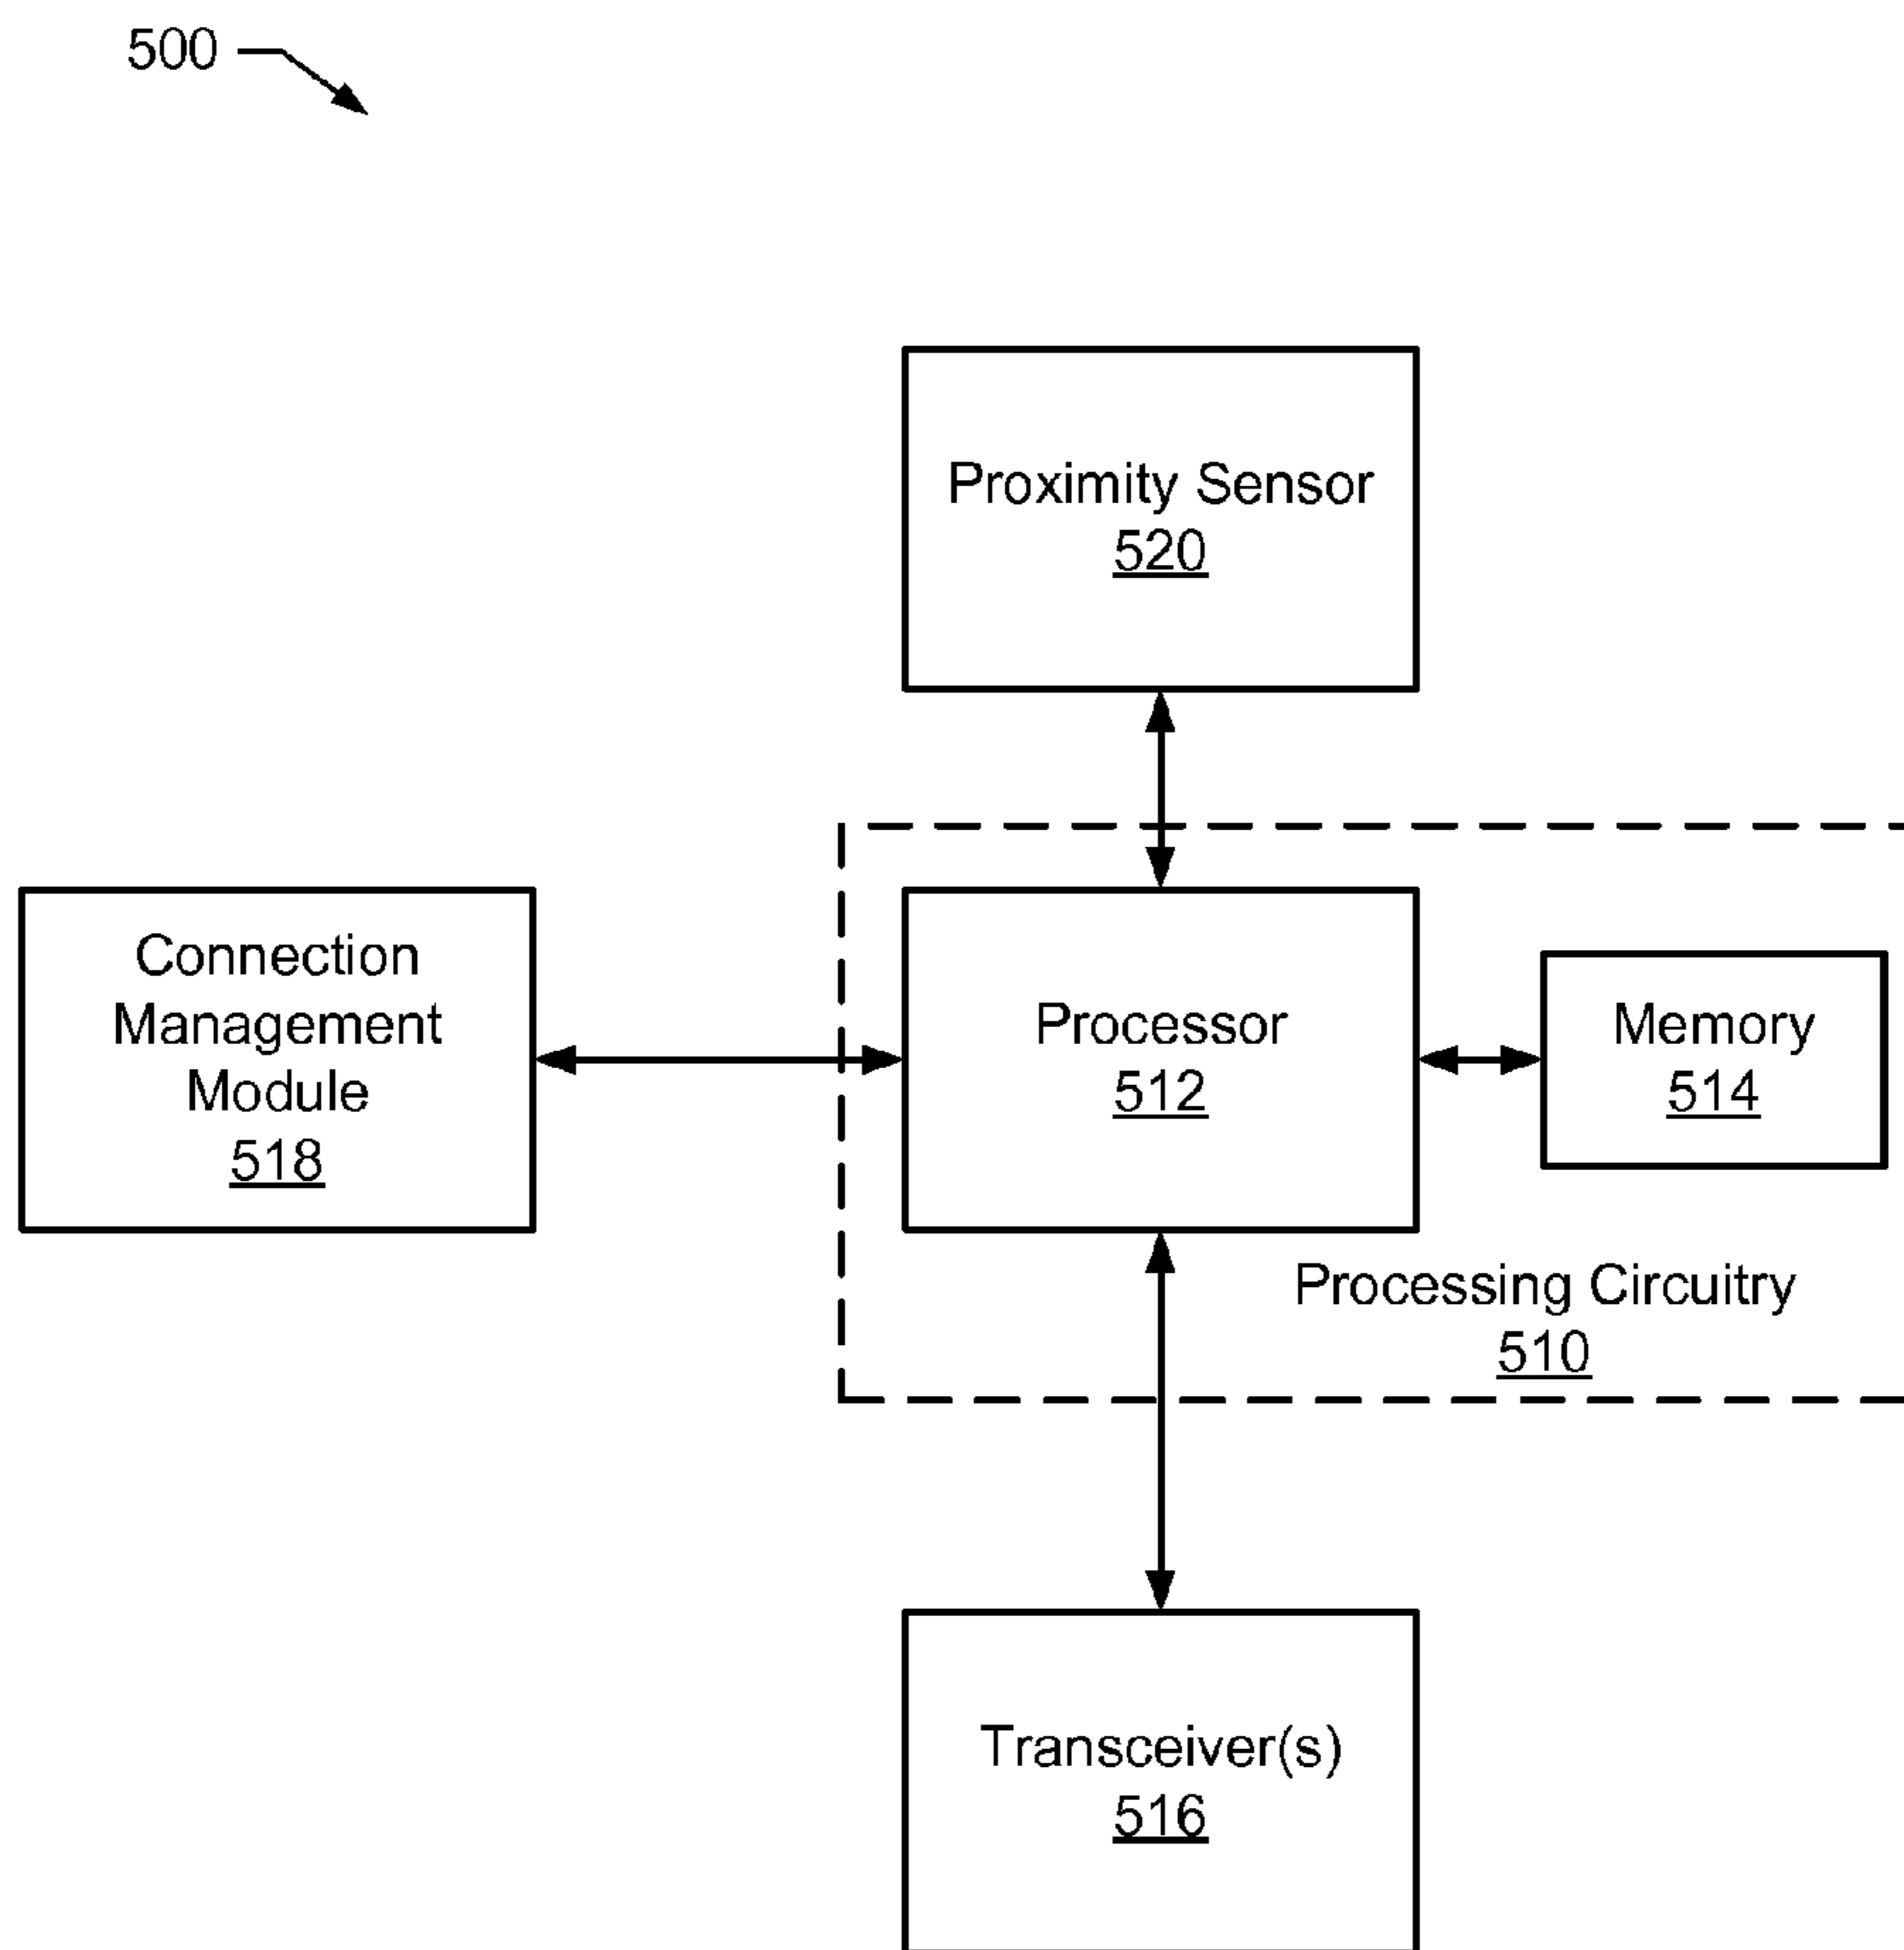 500
Proximity Sensor
520
Connection
Management
Module
518
Processor
512
Memory
514
Processing Circuitry
510
Transceiver(s)
516